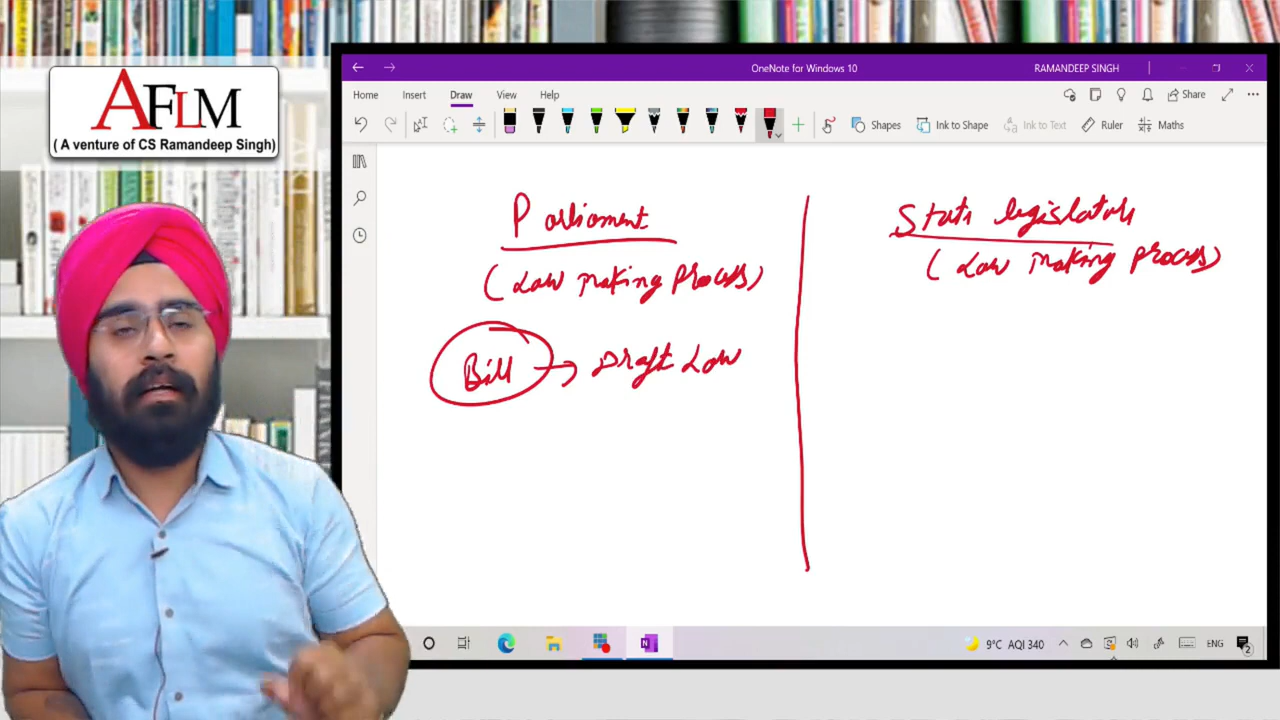 AFLM
( A venture of CS Ramandeep Singh)
OneNote for Windows 10
RAMANDEEP SINGH
Home Insert Draw View Help
Share
Shapes
Ink to Shape
Ink to Text
Ruler
Maths
Parliament
(Law making Process)
Bill → Draft Law
State legislature
(Law making Process)
9°C AQI 340
ENG
2